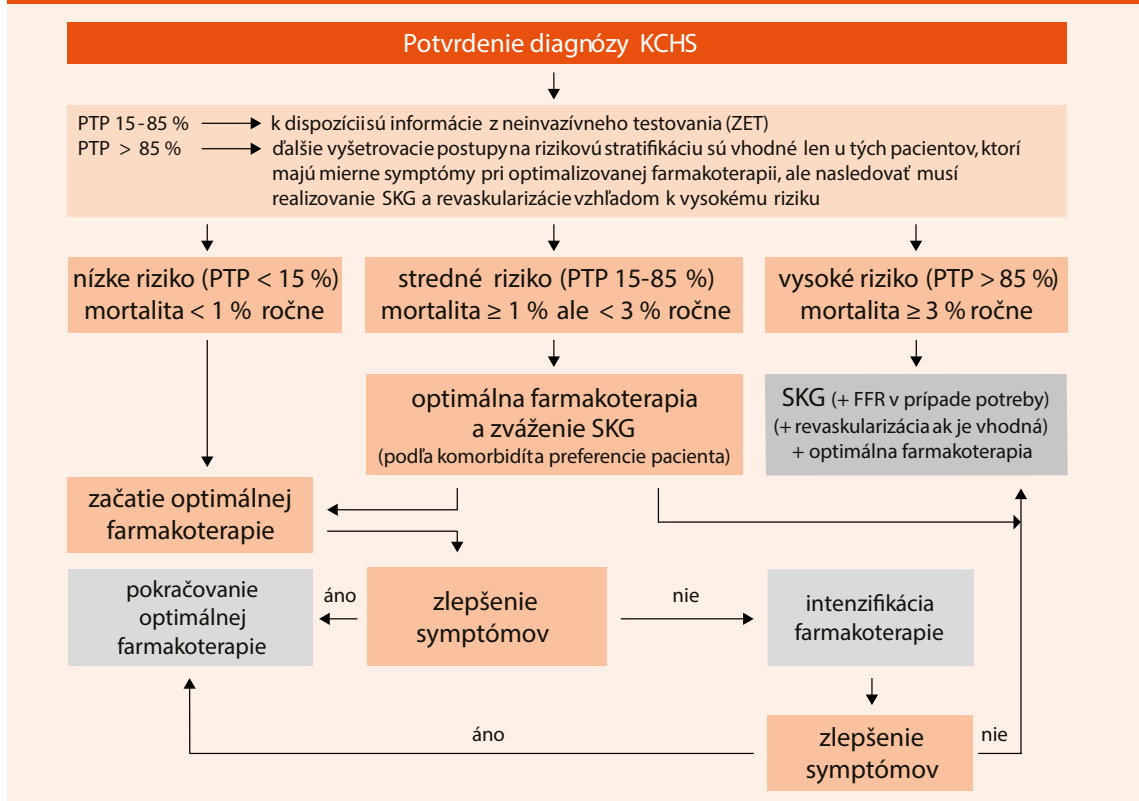 Potvrdenie diagnózy KCHS
PTP 15-85 % k dispozícii sú informácie z neinvazívneho testovania (ZET)
PTP > 85 % ďalšie vyšetrovacie postupy na rizikovú stratifikáciu sú vhodné len u tých pacientov, ktorí
majú mierne symptómy pri optimalizovanej farmakoterapii, ale nasledovať musí
realizovanie SKG a revaskularizácie vzhľadom k vysokému riziku
nízke riziko (PTP < 15 %)
mortalita < 1 % ročne
stredné riziko (PTP 15-85 %)
mortalita ≥ 1 % ale < 3 % ročne
vysoké riziko (PTP > 85 %)
mortalita ≥ 3 % ročne
optimálna farmakoterapia
a zváženie SKG
(podľa komorbidít a preferencie pacienta)
SKG (+ FFR v prípade potreby)
(+ revaskularizácia ak je vhodná)
+ optimálna farmakoterapia
začatie optimálnej
farmakoterapie
pokračovanie
optimálnej
farmakoterapie
áno
zlepšenie
symptómov
nie
intenzifikácia
farmakoterapie
áno
zlepšenie
symptómov
nie